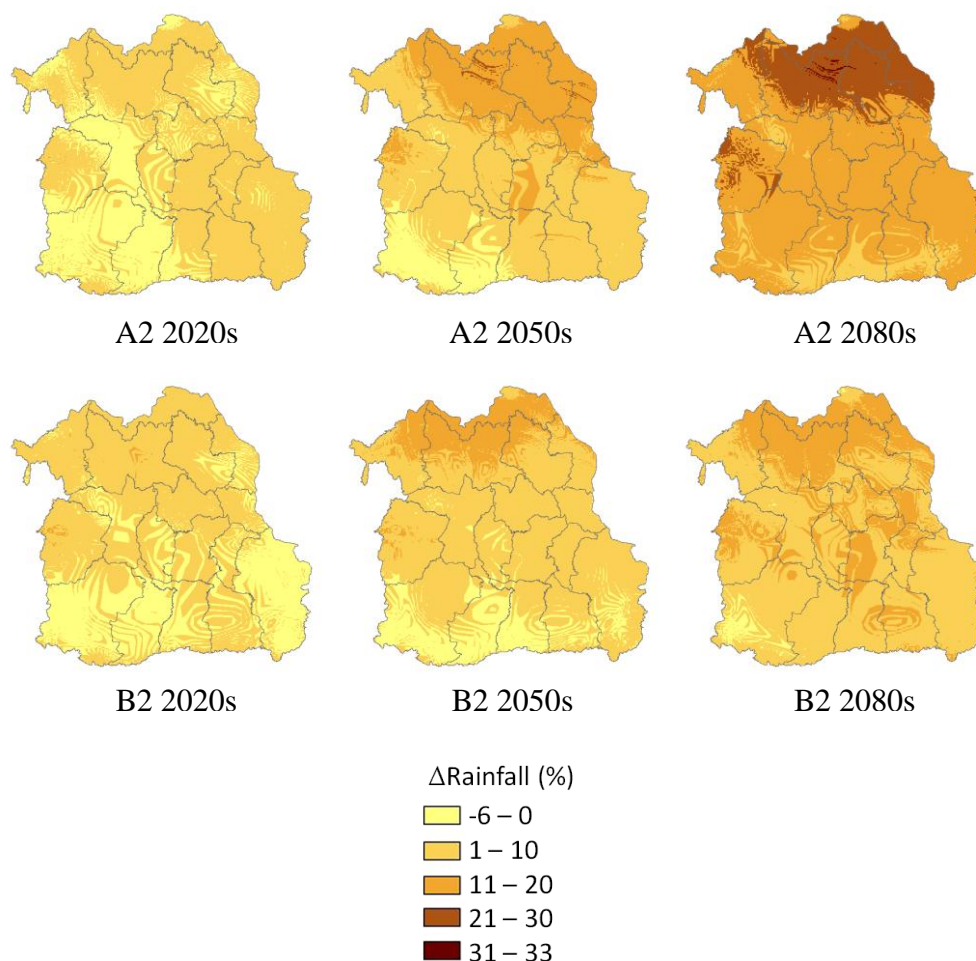 A2 2020s
A2 2050s
A2 2080s
B2 2020s
B2 2050s
B2 2080s
ΔRainfall (%)
-6 – 0
1 – 10
11 – 20
21 – 30
31 – 33